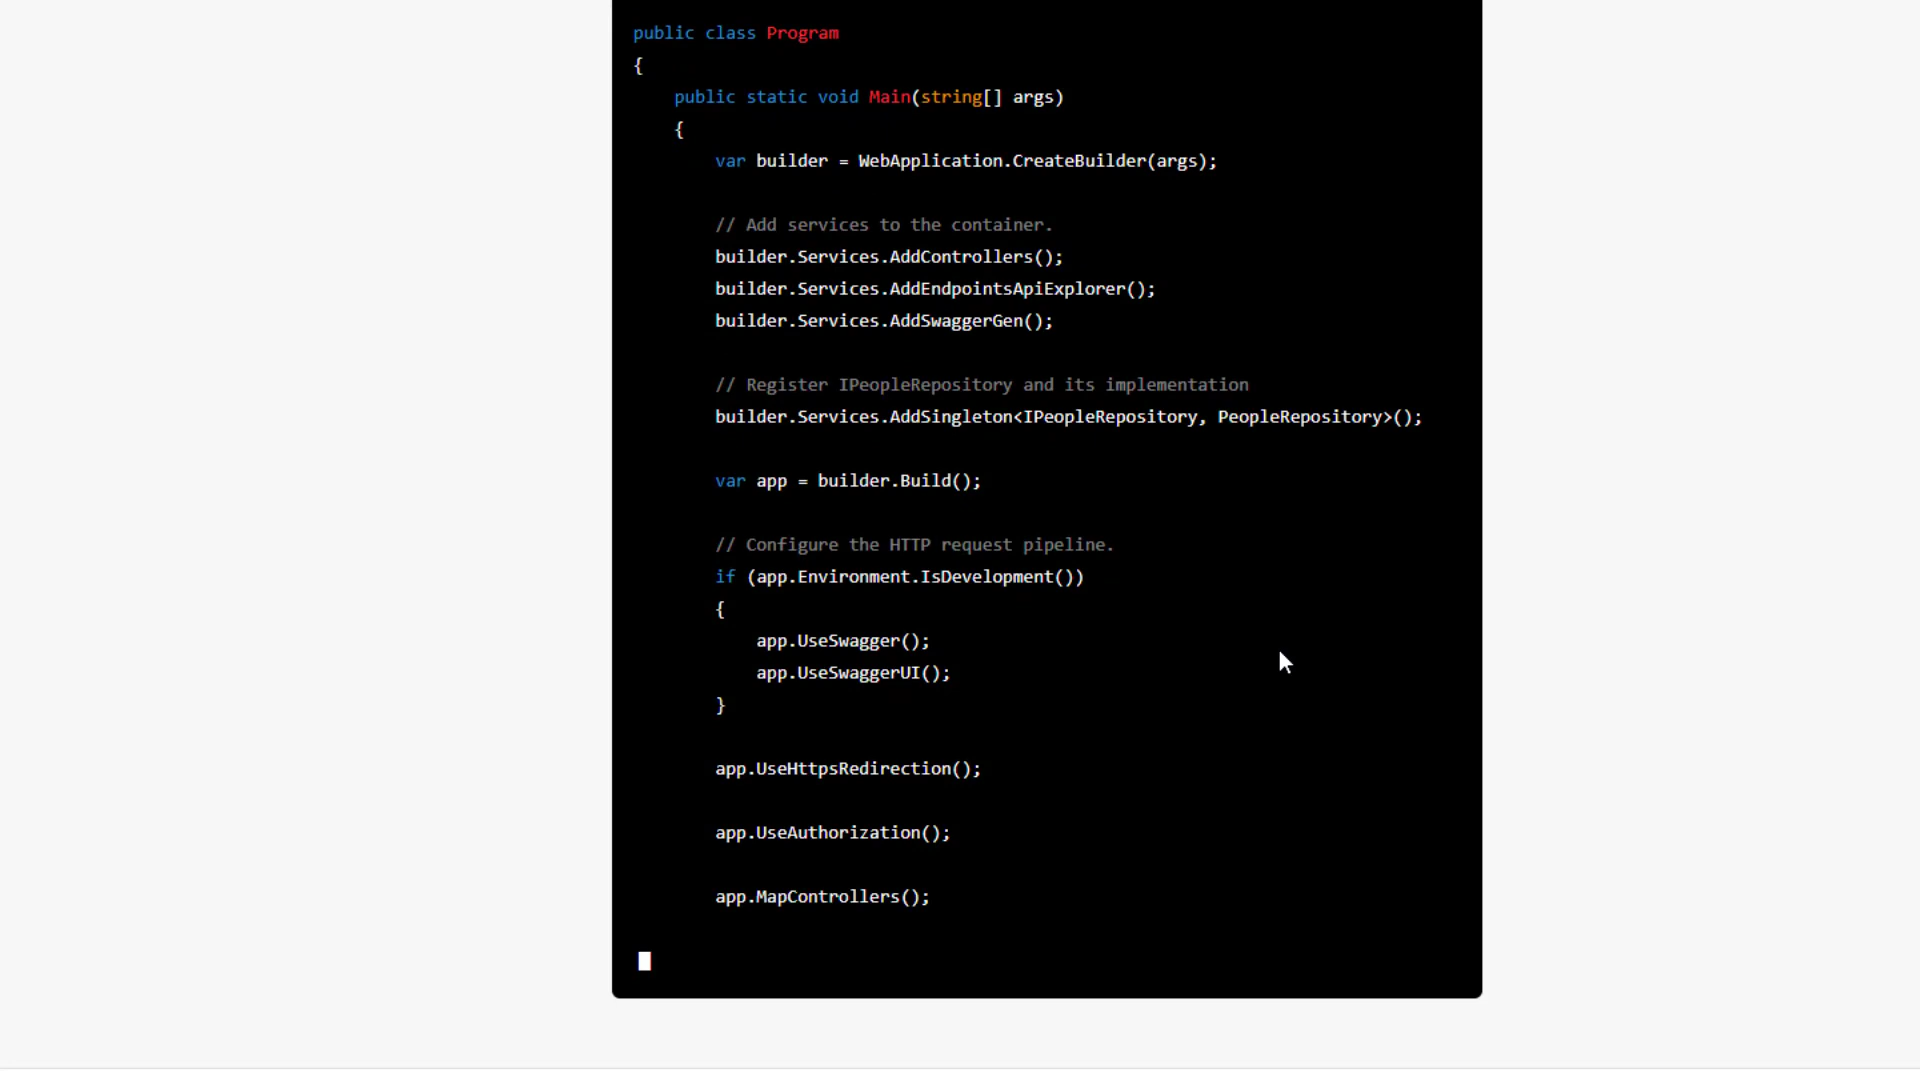 public class Program
{
    public static void Main(string[] args)
    {
        var builder = WebApplication.CreateBuilder(args);
        // Add services to the container.
        builder.Services.AddControllers();
        builder.Services.AddEndpointsApiExplorer();
        builder.Services.AddSwaggerGen();
        // Register IPeopleRepository and its implementation
        builder.Services.AddSingleton<IPeopleRepository, PeopleRepository>();
        var app = builder.Build();
        // Configure the HTTP request pipeline.
        if (app.Environment.IsDevelopment())
        {
            app.UseSwagger();
            app.UseSwaggerUI();
        }
        app.UseHttpsRedirection();
        app.UseAuthorization();
        app.MapControllers();